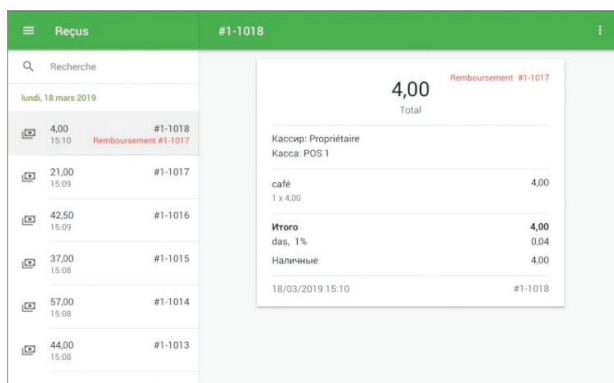 Reçus
Recherche
lundi, 18 mars 2019
4,00 #1-1018
15:10 Remboursement #1-1017
21,00 #1-1017
15:09
42,50 #1-1016
15:09
37,00 #1-1015
15:08
57,00 #1-1014
15:08
44,00 #1-1013
15:08
#1-1018
Remboursement #1-1017
4,00
Total
Кассир: Propriétaire
Касса: POS 1
café 4,00
1 x 4,00
Итого 4,00
das, 1% 0,04
Наличные 4,00
18/03/2019 15:10 #1-1018